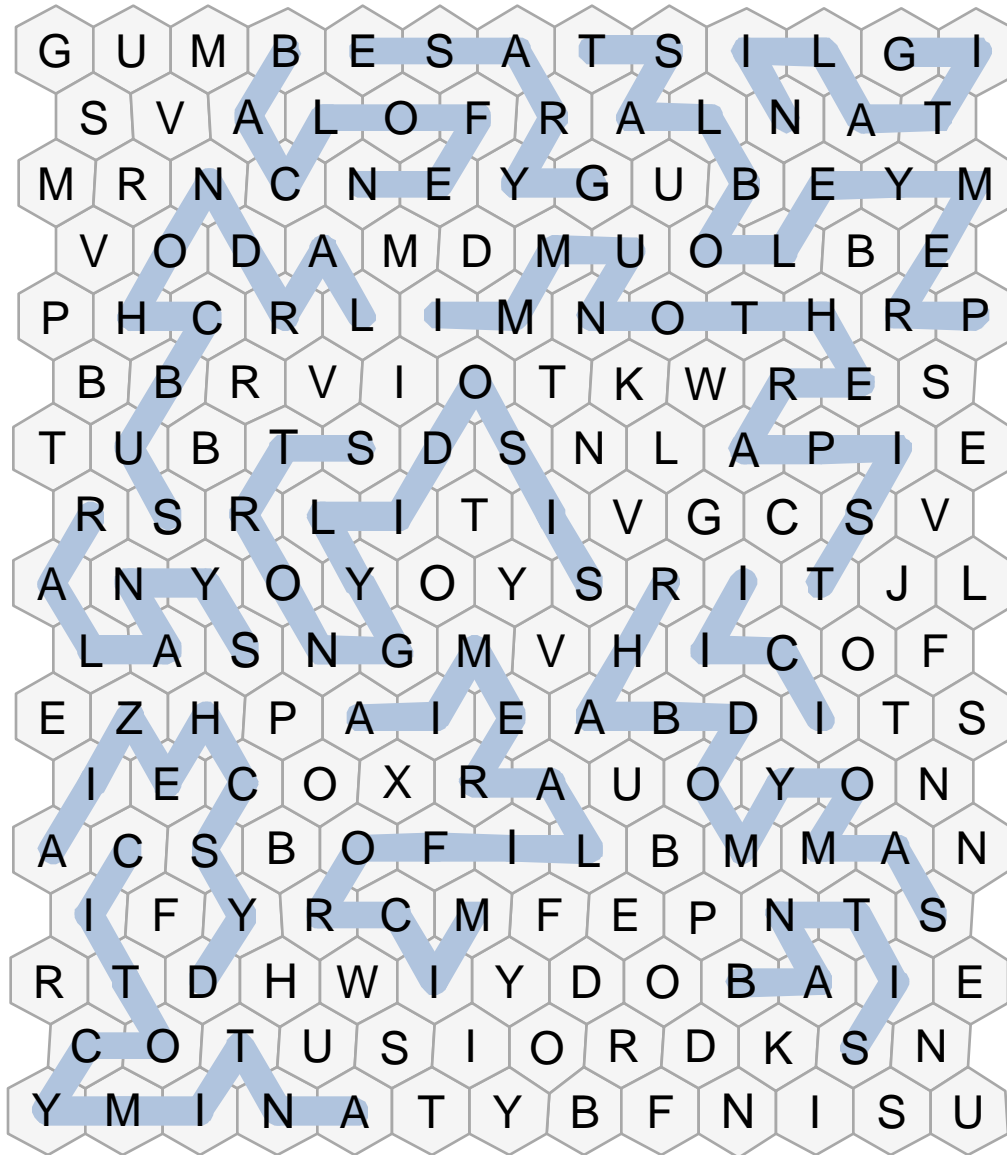 G U M B E S A T S I L G I
S V A L O F R A L N A T
M R N C N E Y G U B E Y M
V O D A M D M U O L B E
P H C R L I M N O T H R P
B B R V I O T K W R E S
T U B T S D S N L A P I E
R S R L I T I V G C S V
A N Y O Y O Y S R I T J L
L A S N G M V H I C O F
E Z H P A I E A B D I T S
I E C O X R A U O Y O N
A C S B O F I L B M M A N
I F Y R C M F E P N T S
R T D H W I Y D O B A I E
C O T U S I O R D K S N
Y M I N A T Y B F N I S U